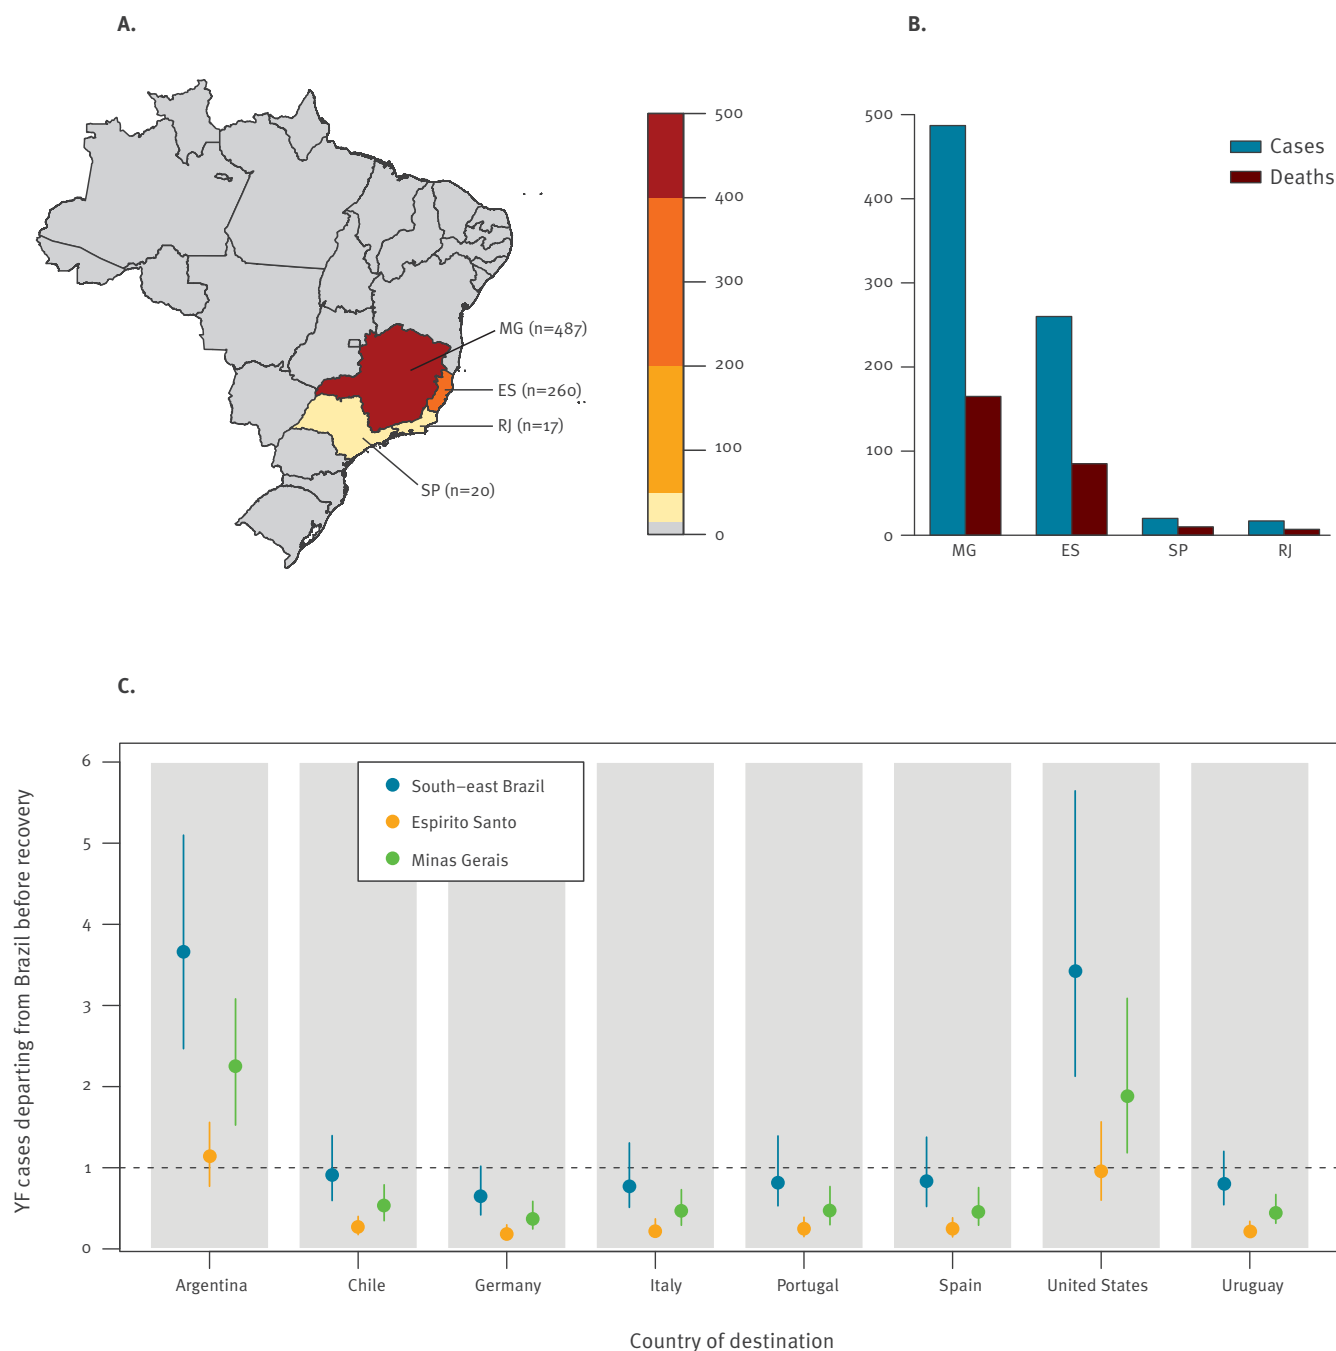 A.
MG (n=487)
ES (n=260)
RJ (n=17)
SP (n=20)
500
400
300
200
100
0
B.
500
400
300
200
100
0
Cases
Deaths
MG ES SP RJ
C.
YF cases departing from Brazil before recovery
6
5
4
3
2
1
0
South–east Brazil
Espirito Santo
Minas Gerais
Argentina Chile Germany Italy Portugal Spain United States Uruguay
Country of destination